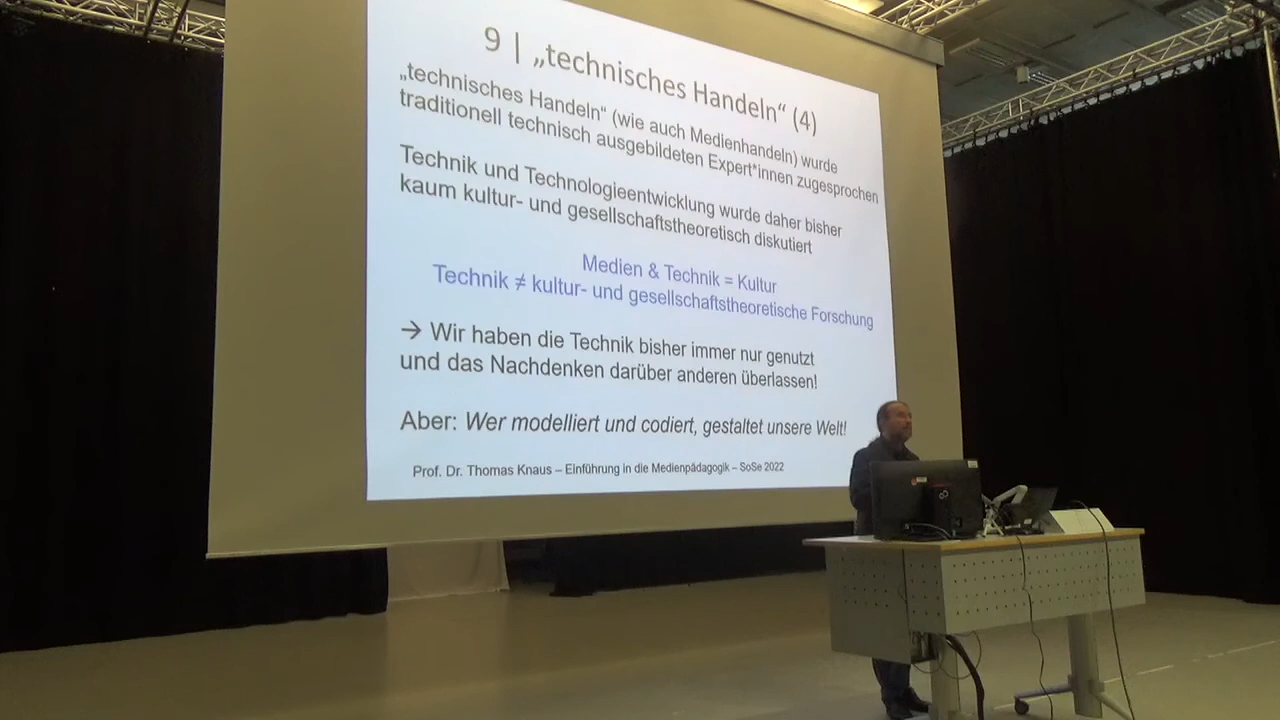 9 | „technisches Handeln“ (4)
„technisches Handeln“ (wie auch Medienhandeln) wurde
traditionell technisch ausgebildeten Expert*innen zugesprochen
Technik und Technologieentwicklung wurde daher bisher
kaum kultur- und gesellschaftstheoretisch diskutiert
Medien & Technik = Kultur
Technik ≠ kultur- und gesellschaftstheoretische Forschung
→ Wir haben die Technik bisher immer nur genutzt
und das Nachdenken darüber anderen überlassen!
Aber: Wer modelliert und codiert, gestaltet unsere Welt!
Prof. Dr. Thomas Knaus – Einführung in die Medienpädagogik – SoSe 2022